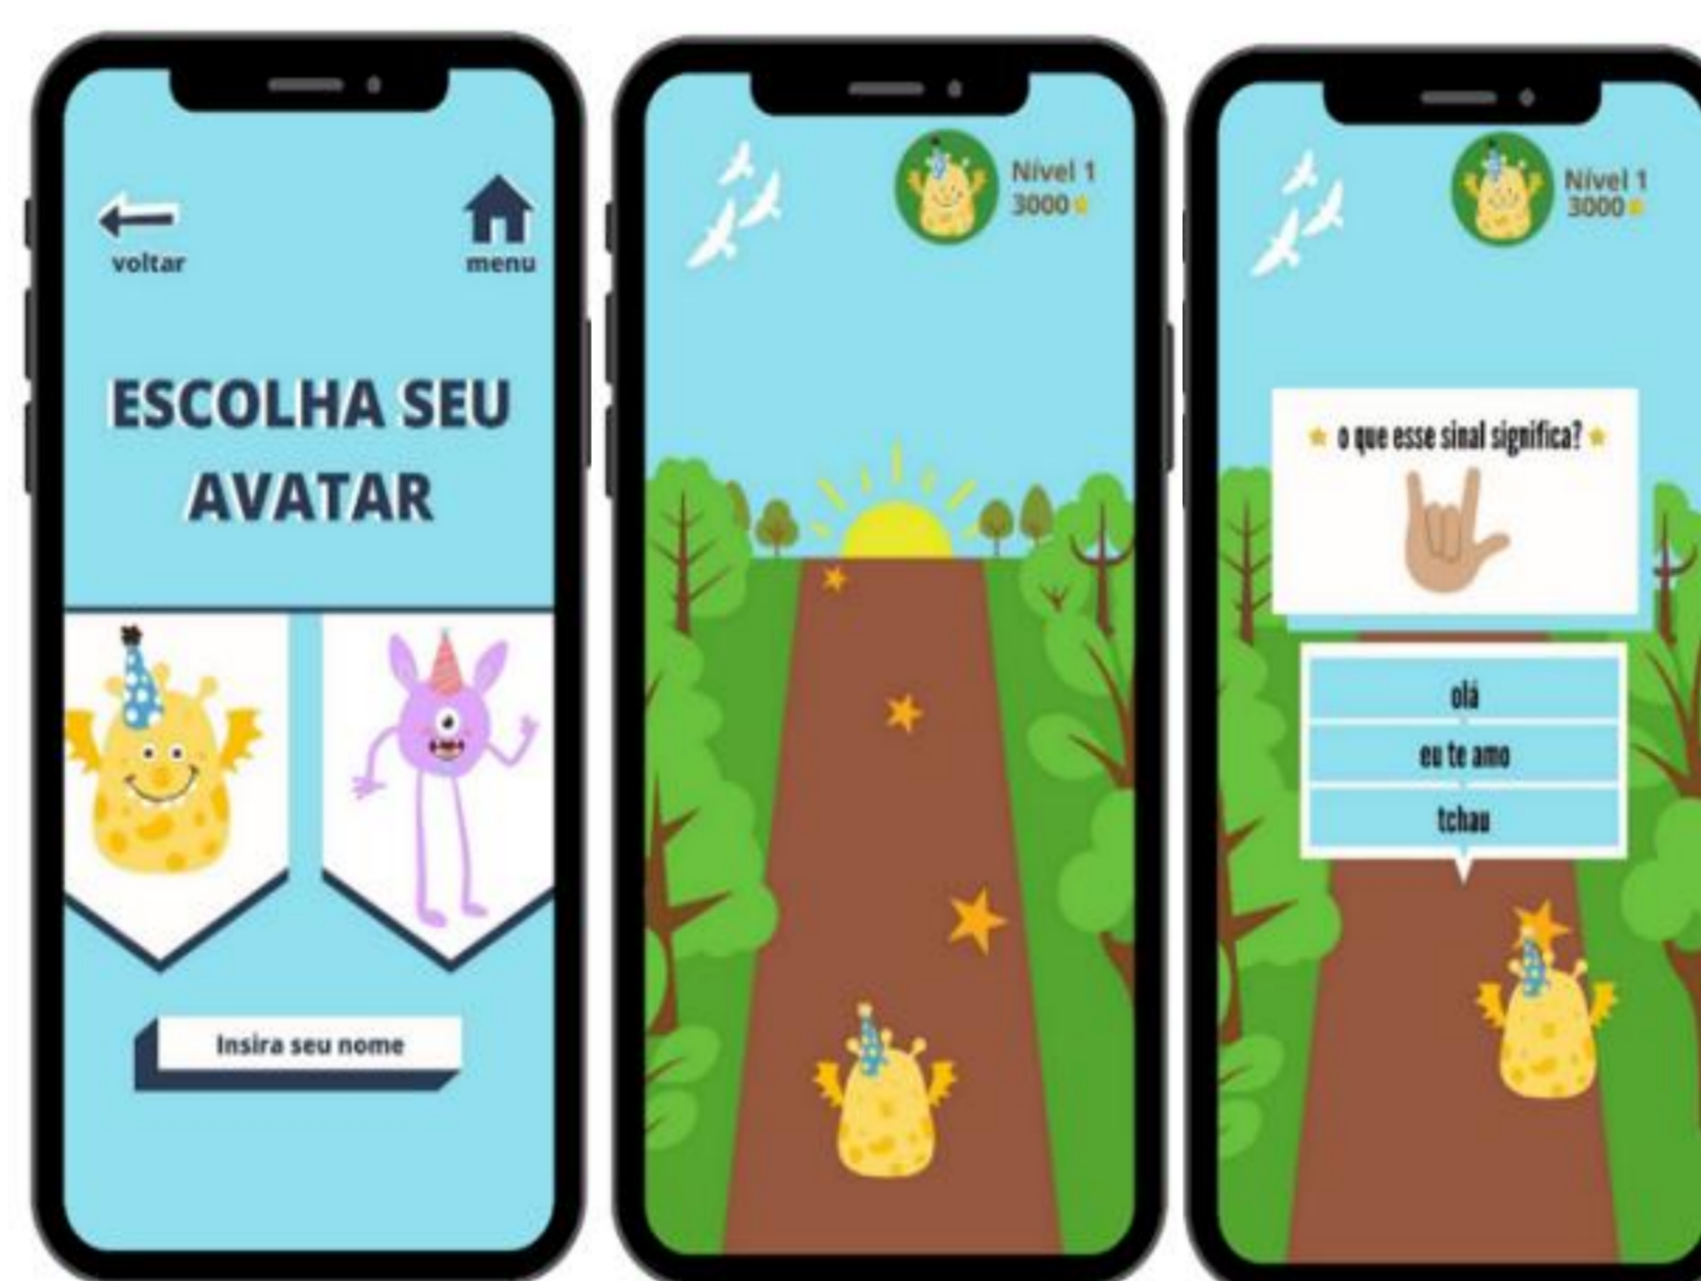 voltar
menu
ESCOLHA SEU
AVATAR
Insira seu nome
Nível 1
3000
Nível 1
3000
o que esse sinal significa?
olá
eu te amo
tchau